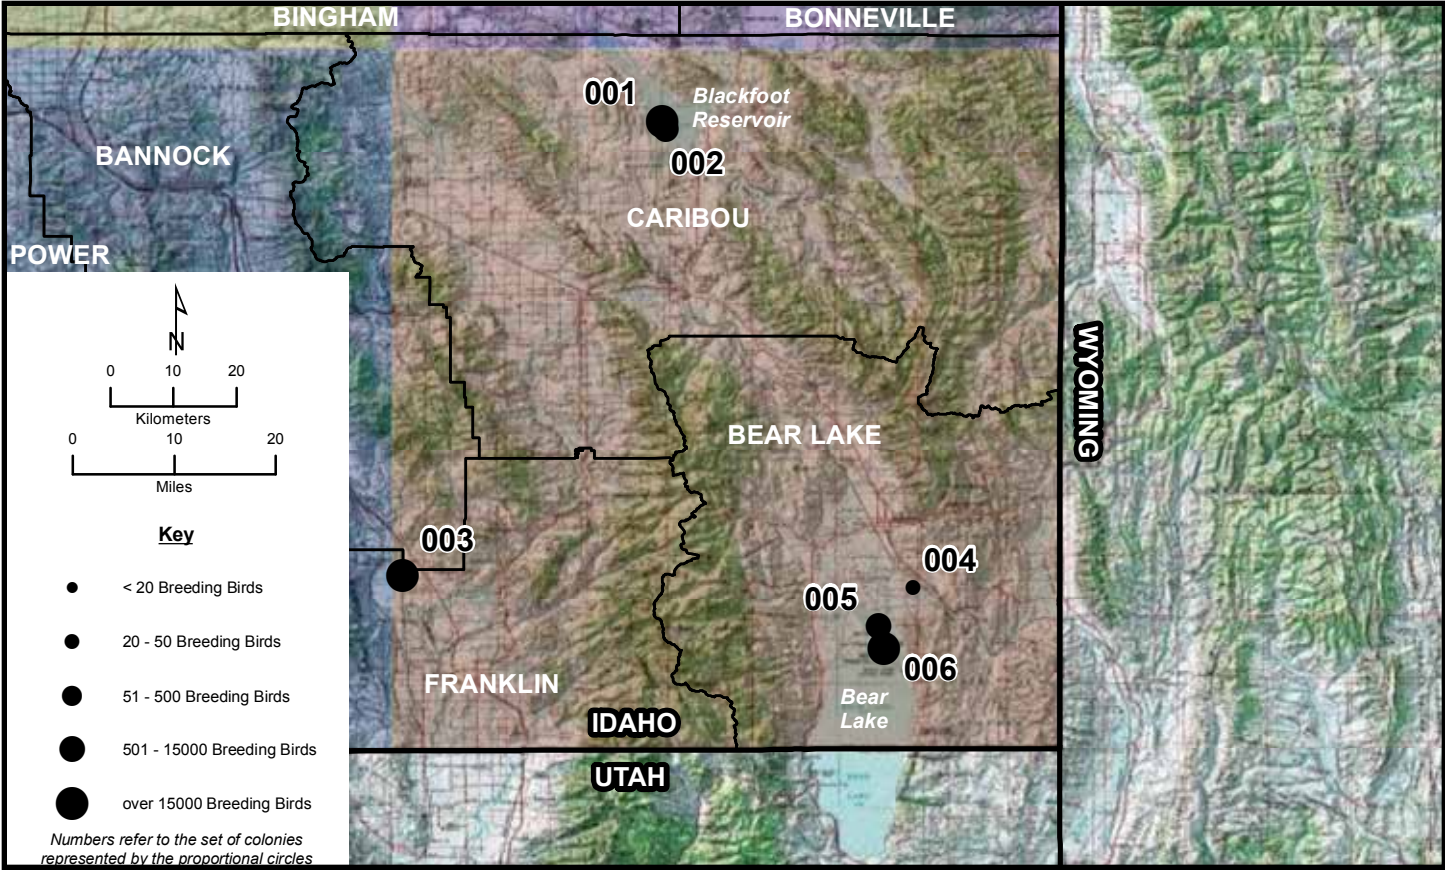 BINGHAM
BONNEVILLE
001
Blackfoot
Reservoir
BANNOCK
002
CARIBOU
POWER
N
0 10 20
Kilometers
0 10 20
Miles
WYOMING
BEAR LAKE
Key
003
004
< 20 Breeding Birds
005
20 - 50 Breeding Birds
006
51 - 500 Breeding Birds
FRANKLIN
Bear
Lake
IDAHO
501 - 15000 Breeding Birds
UTAH
over 15000 Breeding Birds
Numbers refer to the set of colonies
represented by the proportional circles